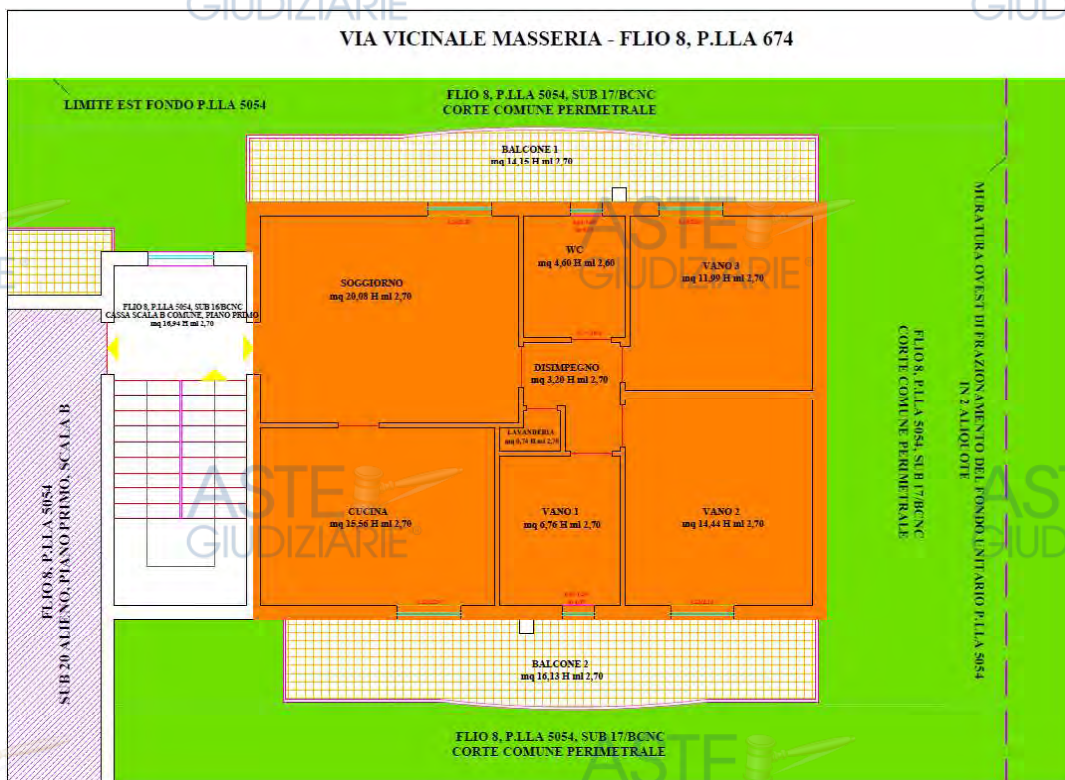 VIA VICINALE MASSERIA - FLIO 8, P.LLA 674
LIMITE EST FONDO P.LLA 5054
FLIO 8, P.LLA 5054, SUB 17/BCNC
CORTE COMUNE PERIMETRALE
BALCONE 1
mq 14,15 H ml 2,70
SOGGIORNO
mq 20,08 H ml 2,70
WC
mq 4,60 H ml 2,60
VANO 3
mq 11,99 H ml 2,70
FLIO 8, P.LLA 5054, SUB 16/BCNC
CASSA SCALA B COMUNE, PIANO PRIMO
mq 16,94 H ml 2,70
DISIMPEGNO
mq 3,20 H ml 2,70
LAVANDERIA
CUCINA
mq 15,56 H ml 2,70
VANO 1
mq 6,76 H ml 2,70
VANO 2
mq 14,44 H ml 2,70
BALCONE 2
mq 16,13 H ml 2,70
FLIO 8, P.LLA 5054, SUB 17/BCNC
CORTE COMUNE PERIMETRALE
FLIO 8, P.LLA 5054
SUB 20 ALIENO, PIANO PRIMO, SCALA B
FLIO 8, P.LLA 5054, SUB 17/BCNC
CORTE COMUNE PERIMETRALE
MURATURA OVEST DI FRAZIONAMENTO DEL FONDO UNITARIO P.LLA 5054
IN 2 ALIQUOTE
ASTE
GIUDIZIARIE®
ASTE
GIUDIZIARIE®
GIUDIZIARIE
ASTE